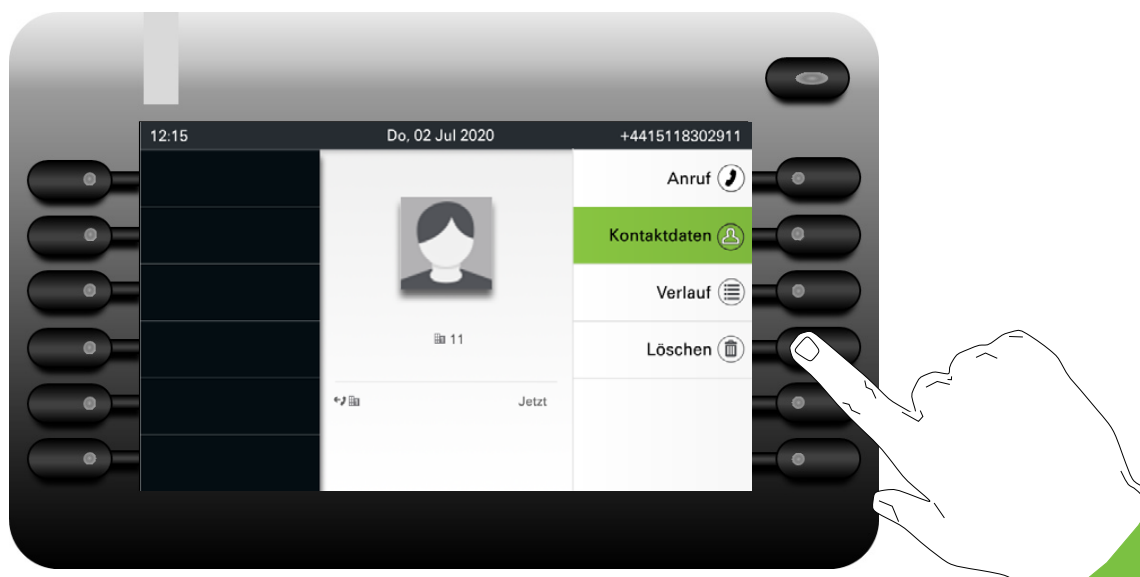 12:15 Do, 02 Jul 2020 +4415118302911
Anruf
Kontaktdaten
Verlauf
11
Löschen
Jetzt